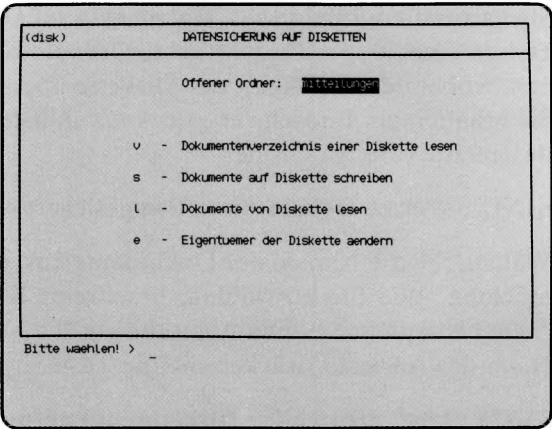 (disk) DATENSICHERUNG AUF DISKETTEN
Offener Ordner: mitteilungen
v - Dokumentenverzeichnis einer Diskette lesen
s - Dokumente auf Diskette schreiben
l - Dokumente von Diskette lesen
e - Eigentuemer der Diskette aendern
Bitte waehlen! > _